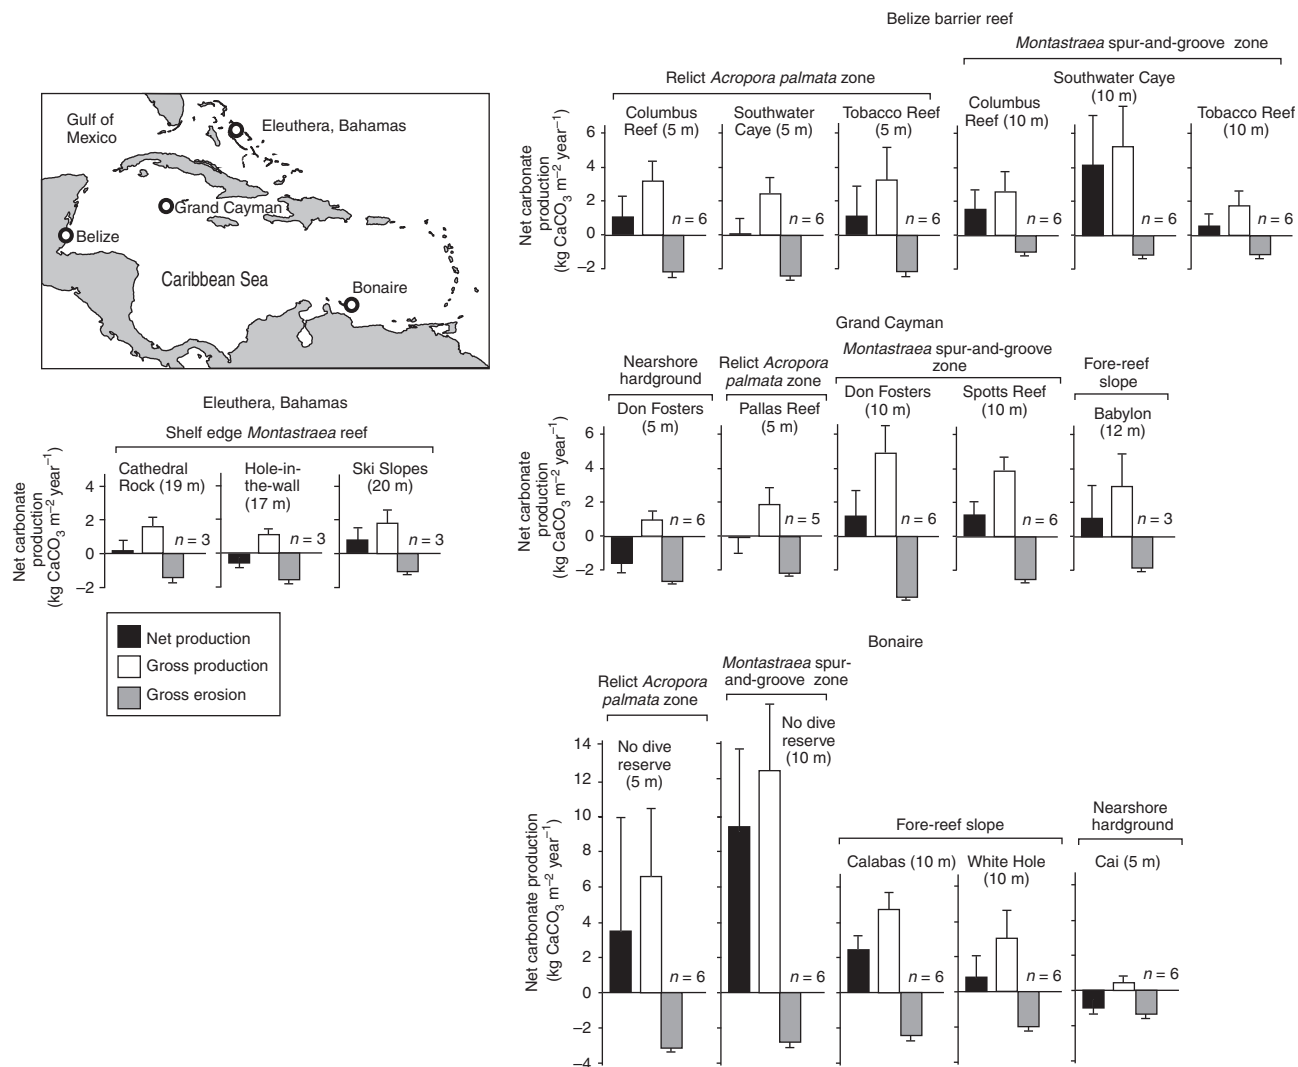 Gulf of
Mexico
Eleuthera, Bahamas
Grand Cayman
Belize
Caribbean Sea
Bonaire
Belize barrier reef
Relict Acropora palmata zone
Montastraea spur-and-groove zone
Net carbonate
production
(kg CaCO₃ m⁻² year⁻¹)
6
4
2
0
−2
Columbus
Reef (5 m)
n = 6
Southwater
Caye (5 m)
n = 6
Tobacco Reef
(5 m)
n = 6
Columbus
Reef (10 m)
n = 6
Southwater Caye
(10 m)
n = 6
Tobacco Reef
(10 m)
n = 6
Grand Cayman
Nearshore
hardground
Relict Acropora
palmata zone
Montastraea spur-and-groove
zone
Fore-reef
slope
Net carbonate
production
(kg CaCO₃ m⁻² year⁻¹)
6
4
2
0
−2
Don Fosters
(5 m)
n = 6
Pallas Reef
(5 m)
n = 5
Don Fosters
(10 m)
n = 6
Spotts Reef
(10 m)
n = 6
Babylon
(12 m)
n = 3
Eleuthera, Bahamas
Shelf edge Montastraea reef
Net carbonate
production
(kg CaCO₃ m⁻² year⁻¹)
4
2
0
−2
Cathedral
Rock (19 m)
n = 3
Hole-in-
the-wall
(17 m)
n = 3
Ski Slopes
(20 m)
n = 3
Net production
Gross production
Gross erosion
Bonaire
Relict Acropora
palmata zone
Montastraea spur-
and-groove zone
Fore-reef slope
Nearshore
hardground
Net carbonate production
(kg CaCO₃ m⁻² year⁻¹)
14
12
10
8
6
4
2
0
−2
−4
No dive
reserve
(5 m)
n = 6
No dive
reserve
(10 m)
n = 6
Calabas (10 m)
n = 6
White Hole
(10 m)
n = 6
Cai (5 m)
n = 6